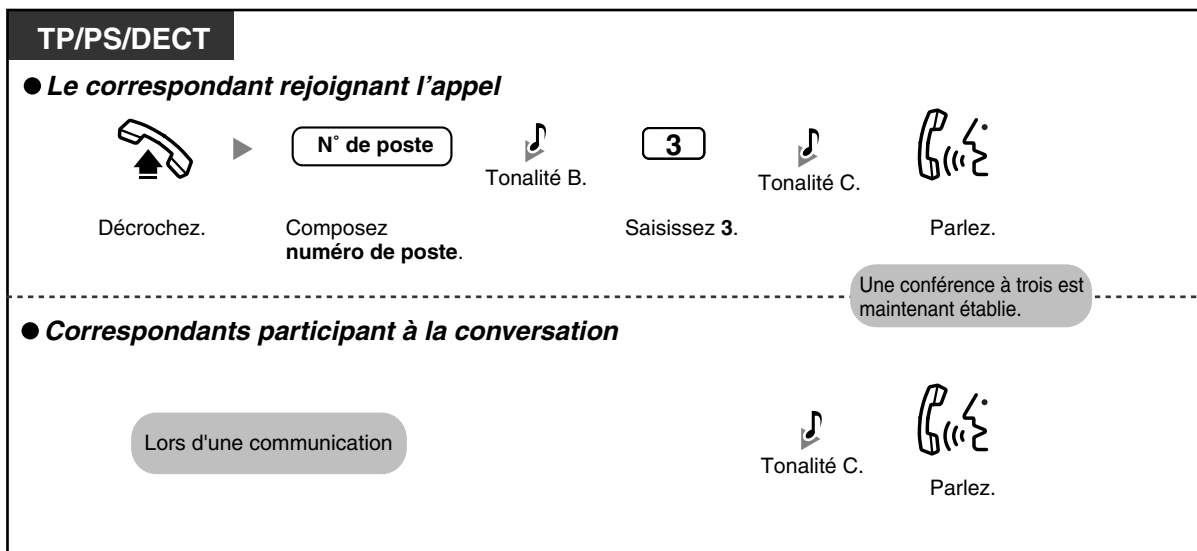 TP/PS/DECT
● Le correspondant rejoignant l’appel
N˚ de poste
3
Tonalité B.
Tonalité C.
Décrochez.
Composez
numéro de poste.
Saisissez 3.
Parlez.
Une conférence à trois est
maintenant établie.
● Correspondants participant à la conversation
Lors d'une communication
Tonalité C.
Parlez.